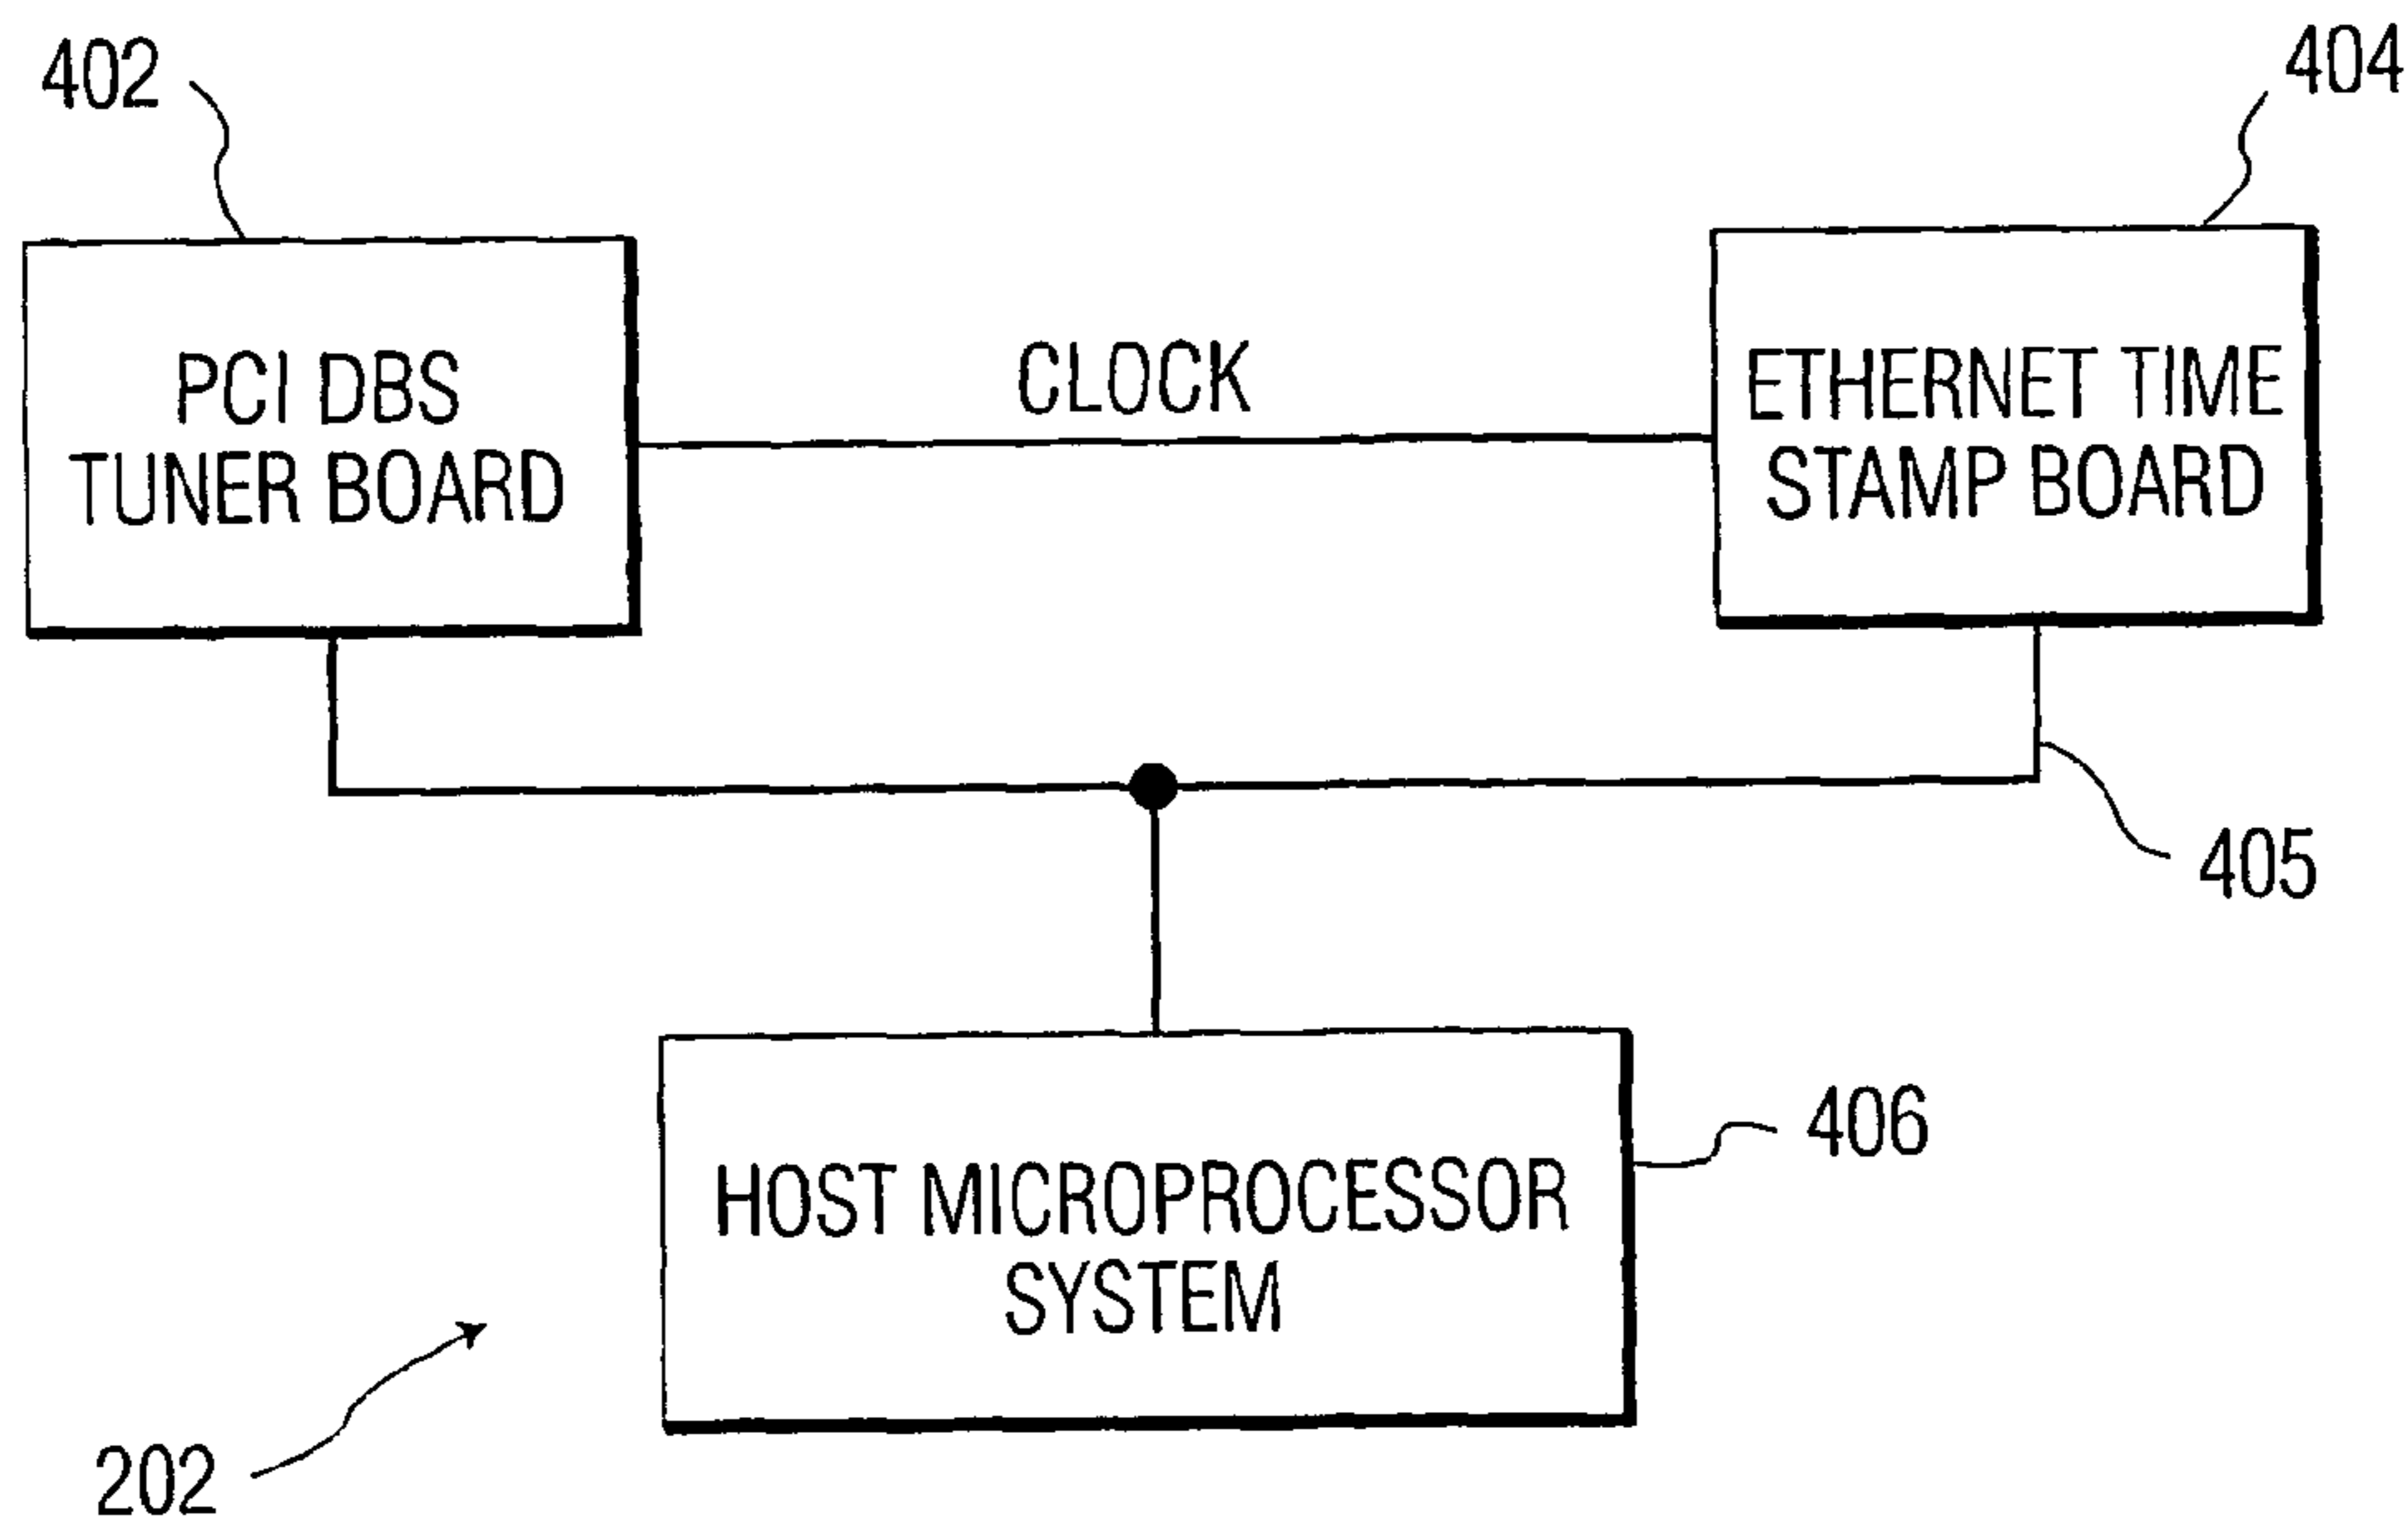 402
404
PCI DBS
TUNER BOARD
CLOCK
ETHERNET TIME
STAMP BOARD
405
406
HOST MICROPROCESSOR
SYSTEM
202